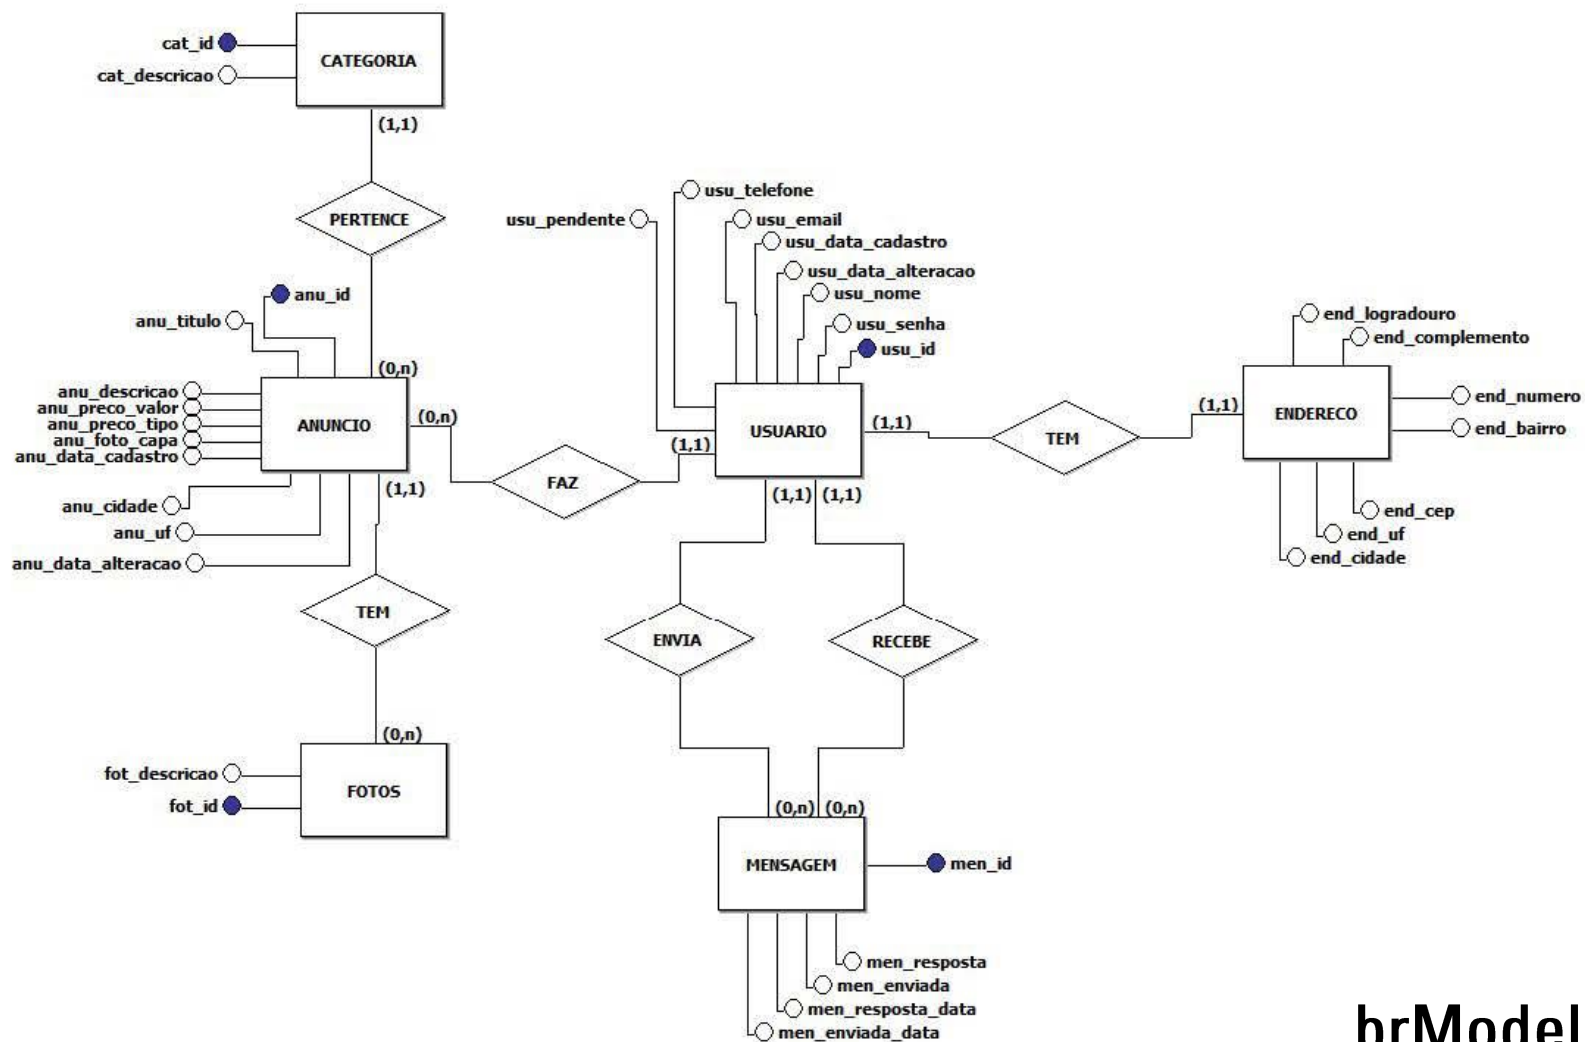 cat_id
cat_descricao
CATEGORIA
(1,1)
PERTENCE
anu_id
anu_titulo
(0,n)
anu_descricao
anu_preco_valor
anu_preco_tipo
anu_foto_capa
anu_data_cadastro
ANUNCIO
(0,n)
anu_cidade
anu_uf
anu_data_alteracao
(1,1)
TEM
(0,n)
fot_descricao
fot_id
FOTOS
FAZ
(1,1)
usu_pendente
usu_telefone
usu_email
usu_data_cadastro
usu_data_alteracao
usu_nome
usu_senha
usu_id
USUARIO
(1,1)
TEM
(1,1)
end_logradouro
end_complemento
ENDERECO
end_numero
end_bairro
end_cep
end_uf
end_cidade
(1,1) (1,1)
ENVIA
RECEBE
(0,n) (0,n)
MENSAGEM
men_id
men_resposta
men_enviada
men_resposta_data
men_enviada_data
brModel